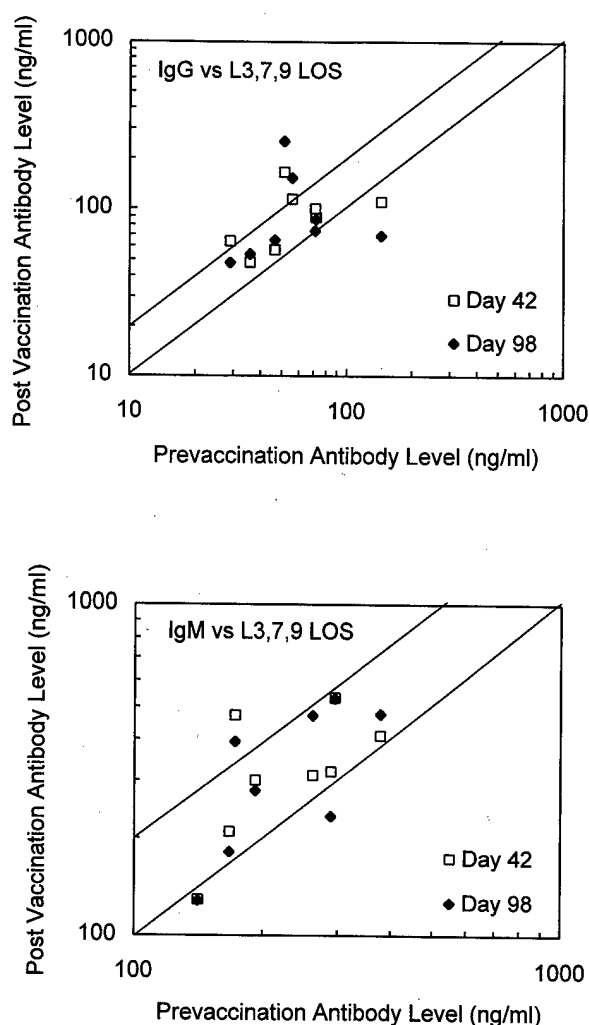 1000
IgG vs L3,7,9 LOS
Post Vaccination Antibody Level (ng/ml)
100
Day 42
Day 98
10
10
100
1000
Prevaccination Antibody Level (ng/ml)
1000
IgM vs L3,7,9 LOS
Post Vaccination Antibody Level (ng/ml)
Day 42
Day 98
100
100
1000
Prevaccination Antibody Level (ng/ml)